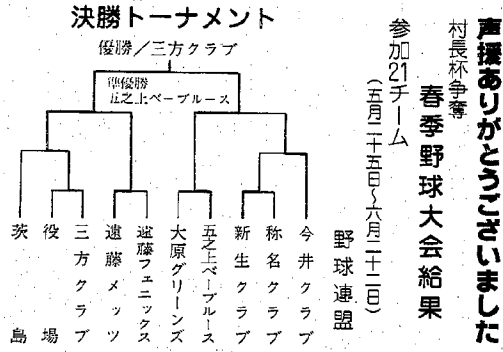 声援ありがとうございました
村長杯争奪
春季野球大会給果
参加21チーム
(五月二十五日~六月二十二日)
野球連盟
決勝トーナメント
優勝/三方クラブ
準優勝
五之上ベーブルース
今井クラブ
称名クラブ
新生クラブ
五之上ベーブルース
大原グリーンズ
遠藤フェニックス
遠藤メッツ
三方クラブ
役場
茨島